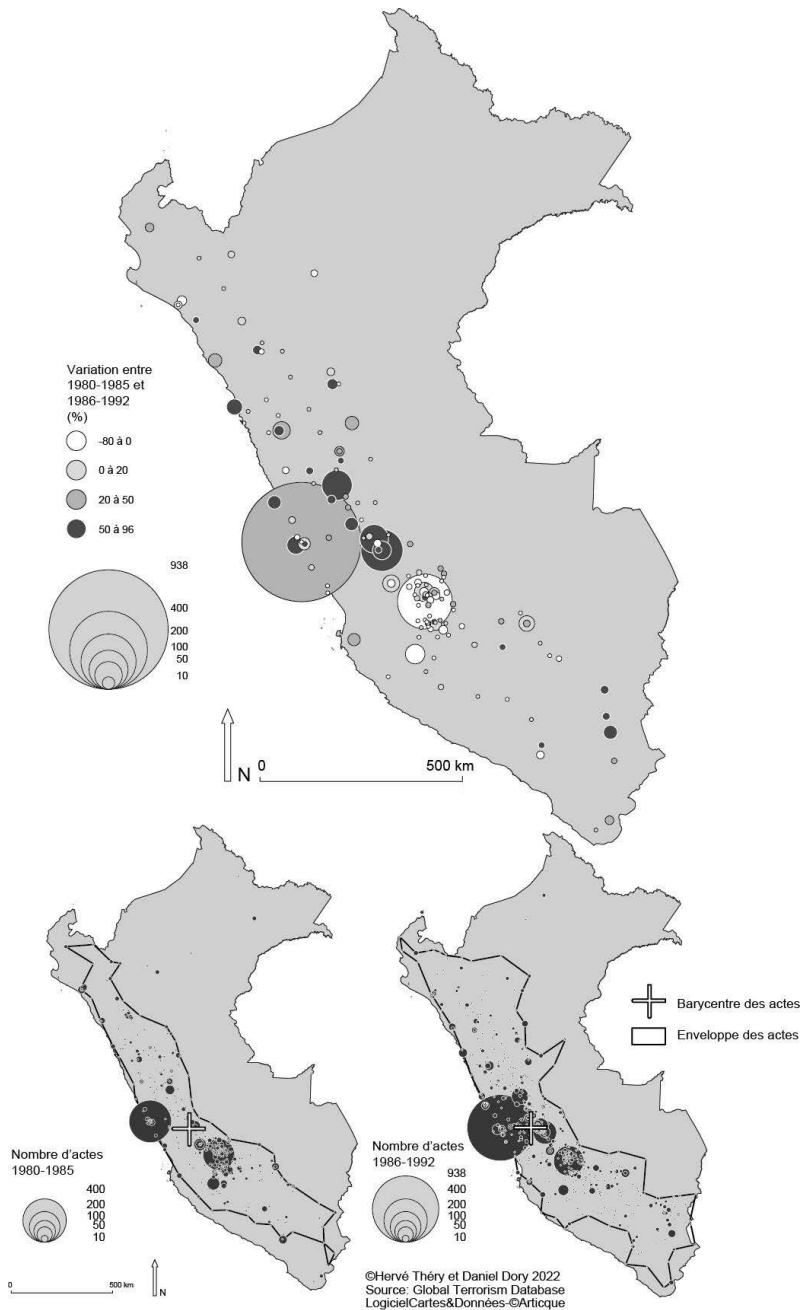 Variation entre
1980-1985 et
1986-1992
(%)
-80 à 0
0 à 20
20 à 50
50 à 96
938
400
200
100
50
10
N
0
500 km
Nombre d'actes
1980-1985
400
200
100
50
10
0
500 km
N
Nombre d'actes
1986-1992
938
400
200
100
50
10
Barycentre des actes
Enveloppe des actes
©Hervé Théry et Daniel Dory 2022
Source: Global Terrorism Database
LogicielCartes&Données-©Articque